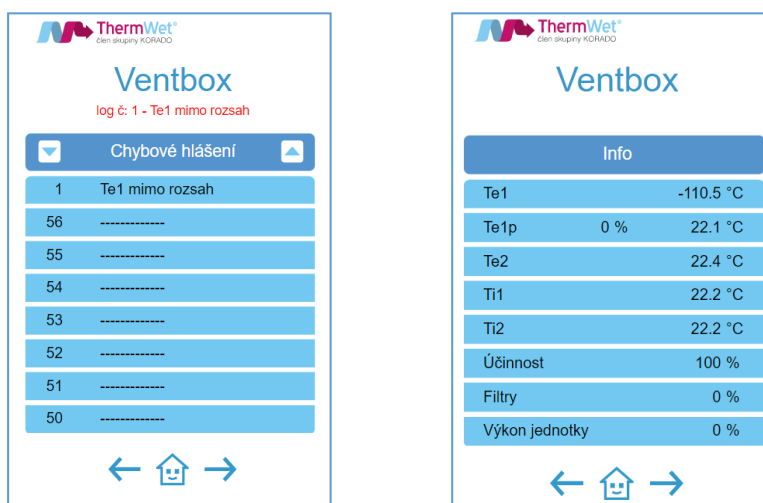 ThermWet®
člen skupiny KORADO
Ventbox
log č: 1 - Te1 mimo rozsah
Chybové hlášení
1 Te1 mimo rozsah
56 -------------
55 -------------
54 -------------
53 -------------
52 -------------
51 -------------
50 -------------
ThermWet®
člen skupiny KORADO
Ventbox
Info
Te1 -110.5 °C
Te1p 0 % 22.1 °C
Te2 22.4 °C
Ti1 22.2 °C
Ti2 22.2 °C
Účinnost 100 %
Filtry 0 %
Výkon jednotky 0 %